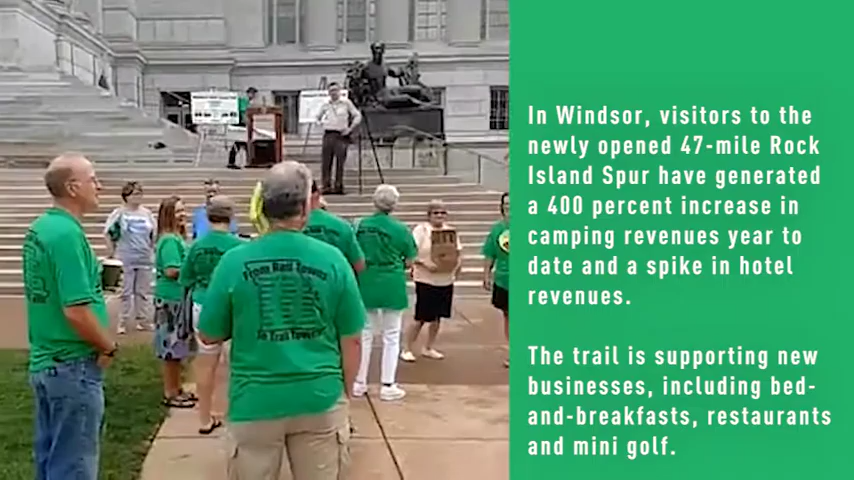 From Rail Towns
To Trail Towns
In Windsor, visitors to the
newly opened 47-mile Rock
Island Spur have generated
a 400 percent increase in
camping revenues year to
date and a spike in hotel
revenues.
The trail is supporting new
businesses, including bed-
and-breakfasts, restaurants
and mini golf.